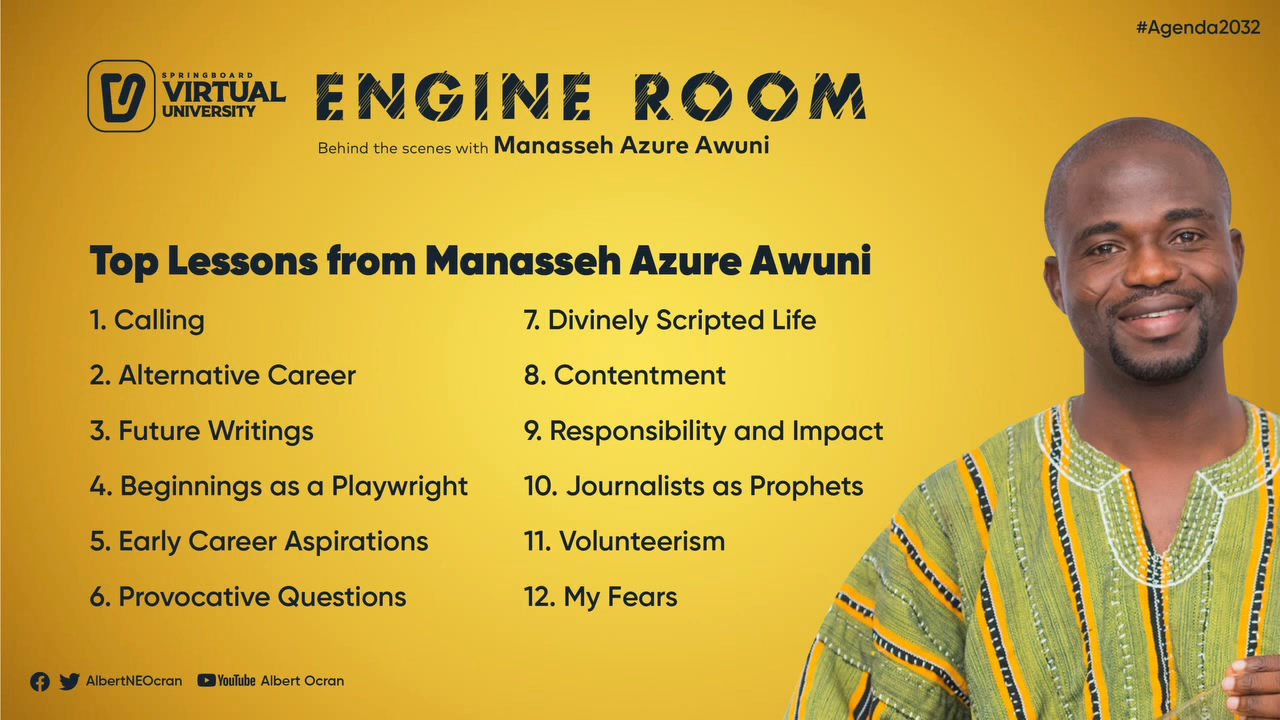 #Agenda2032
SPRINGBOARD
VIRTUAL
UNIVERSITY
ENGINE ROOM
Behind the scenes with Manasseh Azure Awuni
Top Lessons from Manasseh Azure Awuni
1. Calling
2. Alternative Career
3. Future Writings
4. Beginnings as a Playwright
5. Early Career Aspirations
6. Provocative Questions
7. Divinely Scripted Life
8. Contentment
9. Responsibility and Impact
10. Journalists as Prophets
11. Volunteerism
12. My Fears
AlbertNEOcran YouTube Albert Ocran